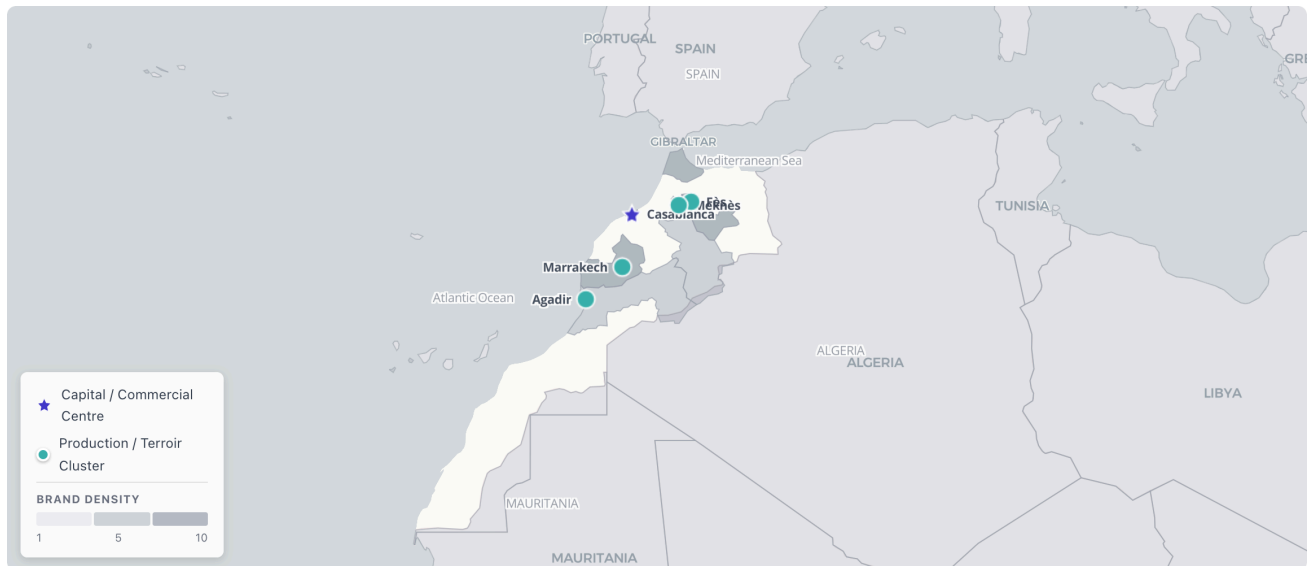 PORTUGAL
SPAIN
SPAIN
GRE
GIBRALTAR
Mediterranean Sea
Fès
Meknès
Casablanca
TUNISIA
Marrakech
Atlantic Ocean
Agadir
ALGERIA
ALGERIA
LIBYA
MAURITANIA
MAURITANIA
Capital / Commercial
Centre
Production / Terroir
Cluster
BRAND DENSITY
1 5 10